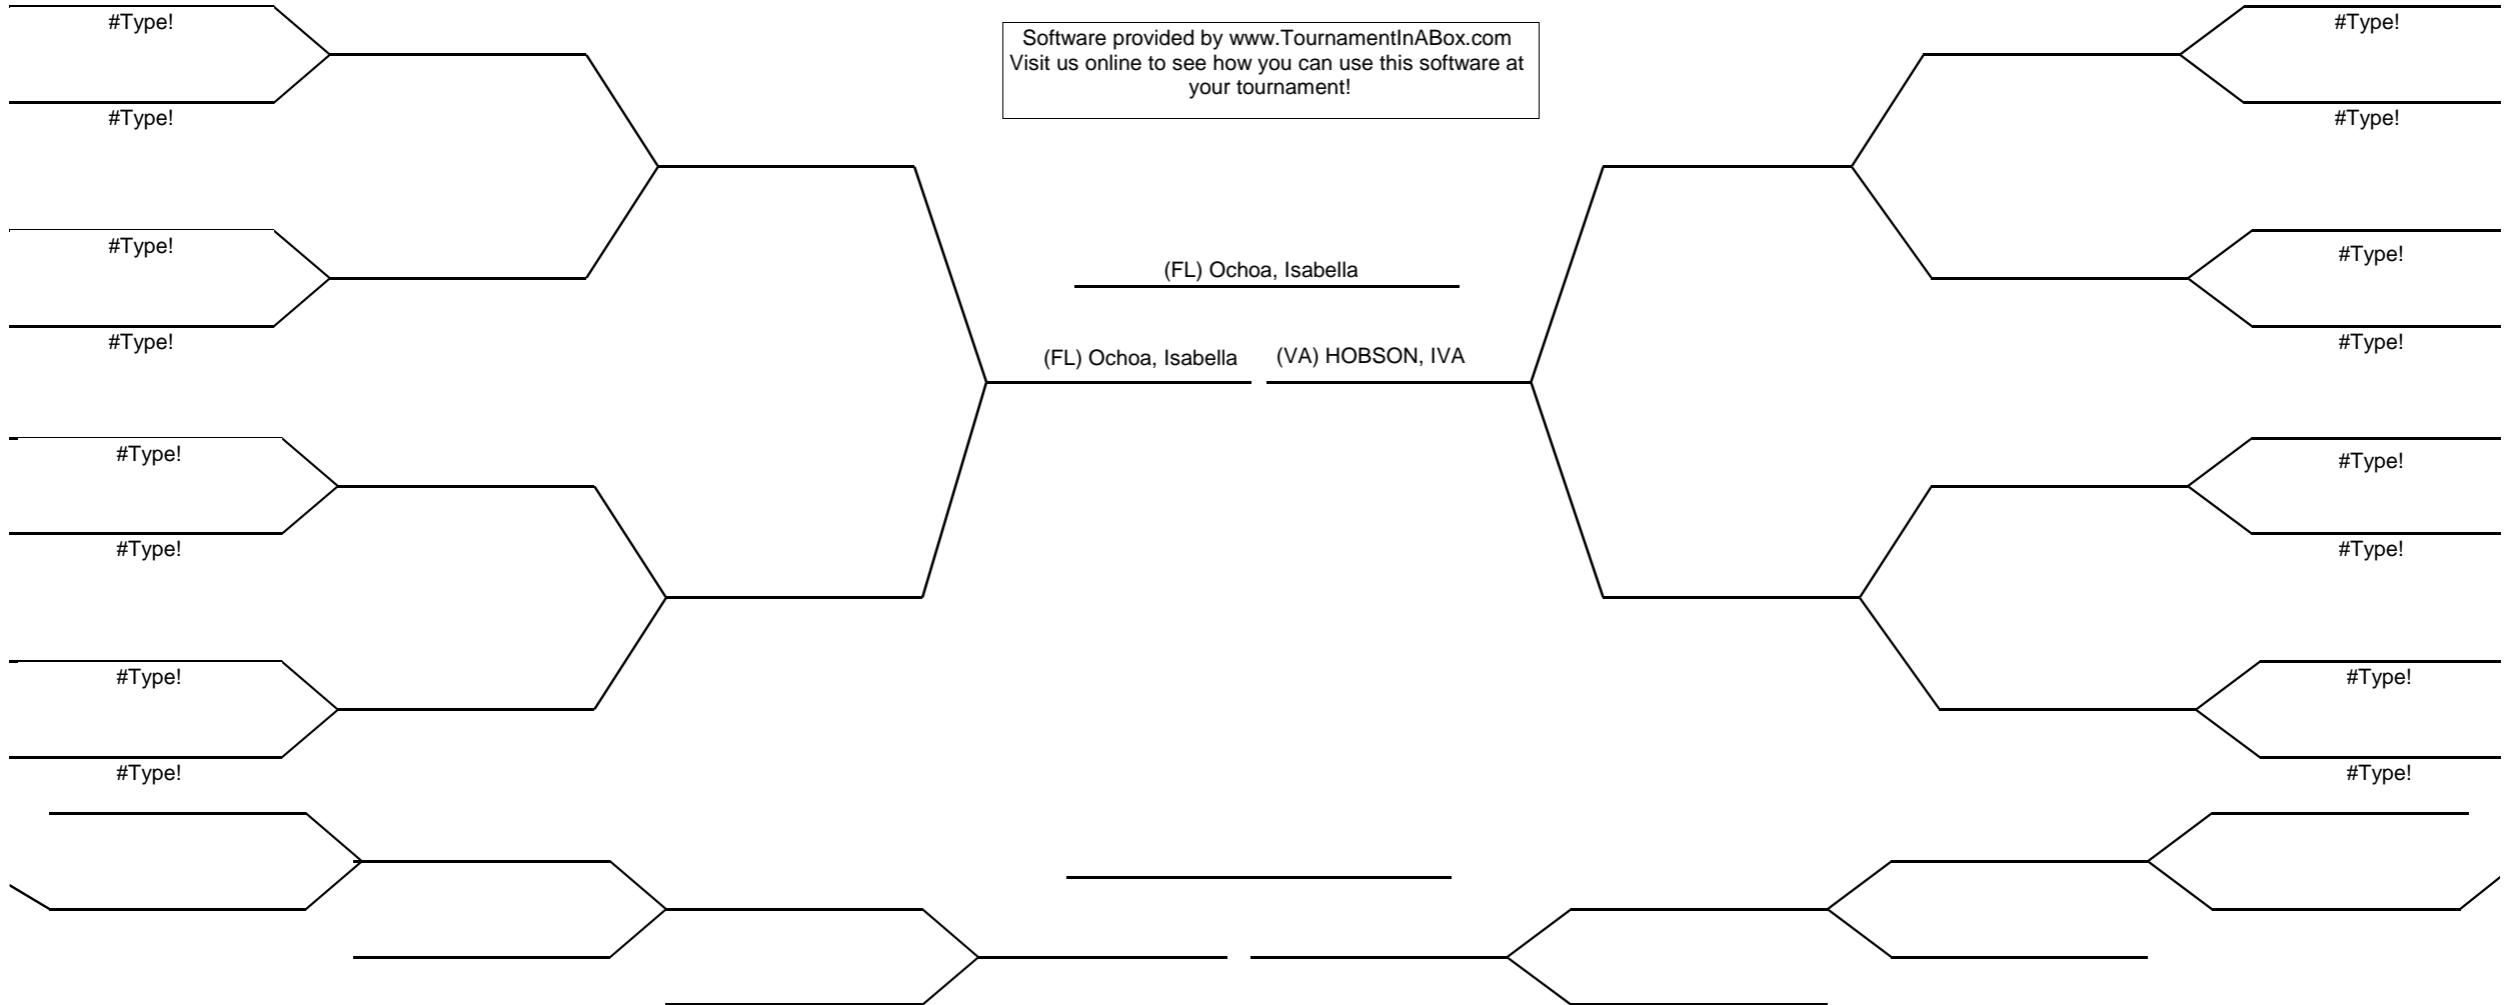 #Type!
#Type!
Software provided by www.TournamentInABox.com
Visit us online to see how you can use this software at
your tournament!
#Type!
#Type!
#Type!
#Type!
(FL) Ochoa, Isabella
#Type!
#Type!
(FL) Ochoa, Isabella
(VA) HOBSON, IVA
#Type!
#Type!
#Type!
#Type!
#Type!
#Type!
#Type!
#Type!